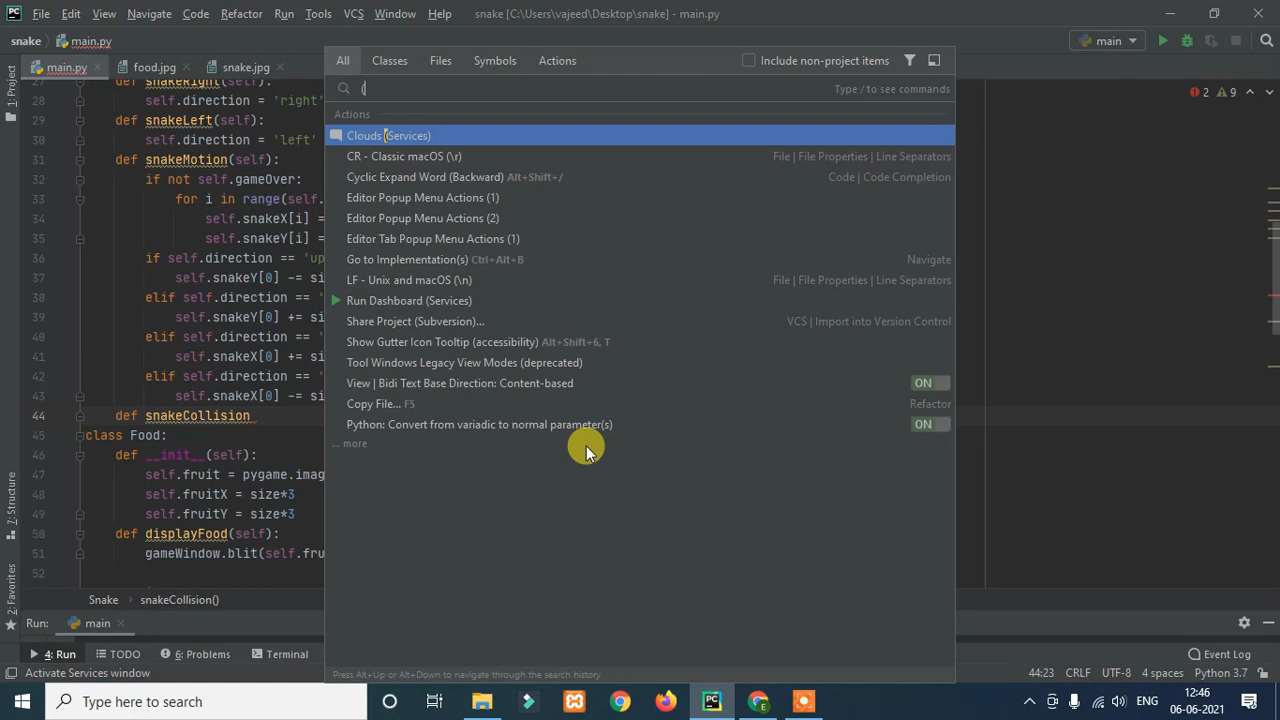 File Edit View Navigate Code Refactor Run Tools VCS Window Help snake [C:\Users\vajeed\Desktop\snake] - main.py
snake main.py main
main.py food.jpg snake.jpg
All Classes Files Symbols Actions Include non-project items
( Type / to see commands
Actions
Clouds (Services)
CR - Classic macOS (\r) File | File Properties | Line Separators
Cyclic Expand Word (Backward) Alt+Shift+/ Code | Code Completion
Editor Popup Menu Actions (1)
Editor Popup Menu Actions (2)
Editor Tab Popup Menu Actions (1)
Go to Implementation(s) Ctrl+Alt+B Navigate
LF - Unix and macOS (\n) File | File Properties | Line Separators
Run Dashboard (Services)
Share Project (Subversion)... VCS | Import into Version Control
Show Gutter Icon Tooltip (accessibility) Alt+Shift+6, T
Tool Windows Legacy View Modes (deprecated)
View | Bidi Text Base Direction: Content-based ON
Copy File... F5 Refactor
Python: Convert from variadic to normal parameter(s) ON
... more
Press Alt+Up or Alt+Down to navigate through the search history
2 9
1: Project
Z: Structure
2: Favorites
27 def snakeRight(self):
28 self.direction = 'right'
29 def snakeLeft(self):
30 self.direction = 'left'
31 def snakeMotion(self):
32 if not self.gameOver:
33 for i in range(self.
34 self.snakeX[i] =
35 self.snakeY[i] =
36 if self.direction == 'up
37 self.snakeY[0] -= si
38 elif self.direction == '
39 self.snakeY[0] += si
40 elif self.direction == '
41 self.snakeX[0] += si
42 elif self.direction == '
43 self.snakeX[0] -= si
44 def snakeCollision
45 class Food:
46 def __init__(self):
47 self.fruit = pygame.imag
48 self.fruitX = size*3
49 self.fruitY = size*3
50 def displayFood(self):
51 gameWindow.blit(self.fru
52
Snake snakeCollision()
Run: main
4: Run TODO 6: Problems Terminal Event Log
Activate Services window 44:23 CRLF UTF-8 4 spaces Python 3.7
Type here to search
12:46
06-06-2021